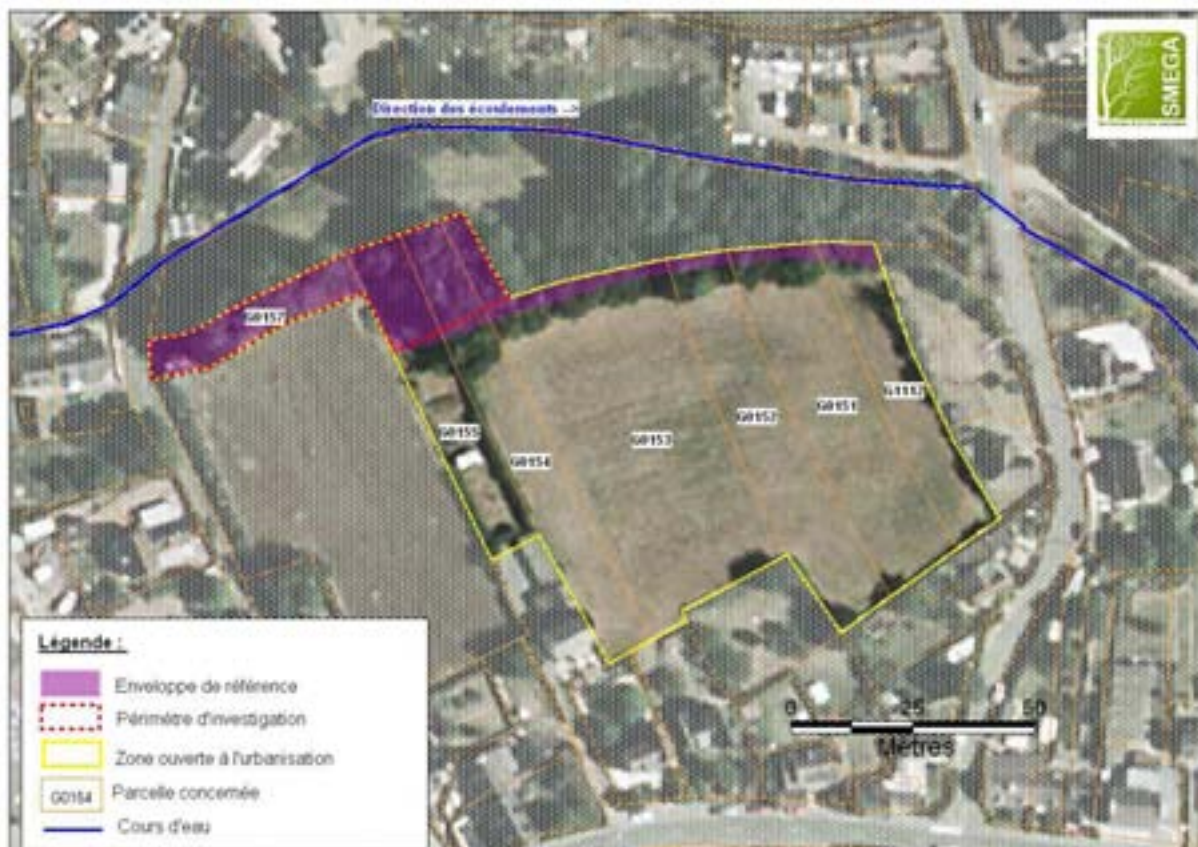 Direction des écoulements -->
SMEGA
G0157
G0155
G0154
G0153
G0152
G0151
G1112
0 25 50
Mètres
Légende :
Enveloppe de référence
Périmètre d'investigation
Zone ouverte à l'urbanisation
G0154 Parcelle concernée
Cours d'eau